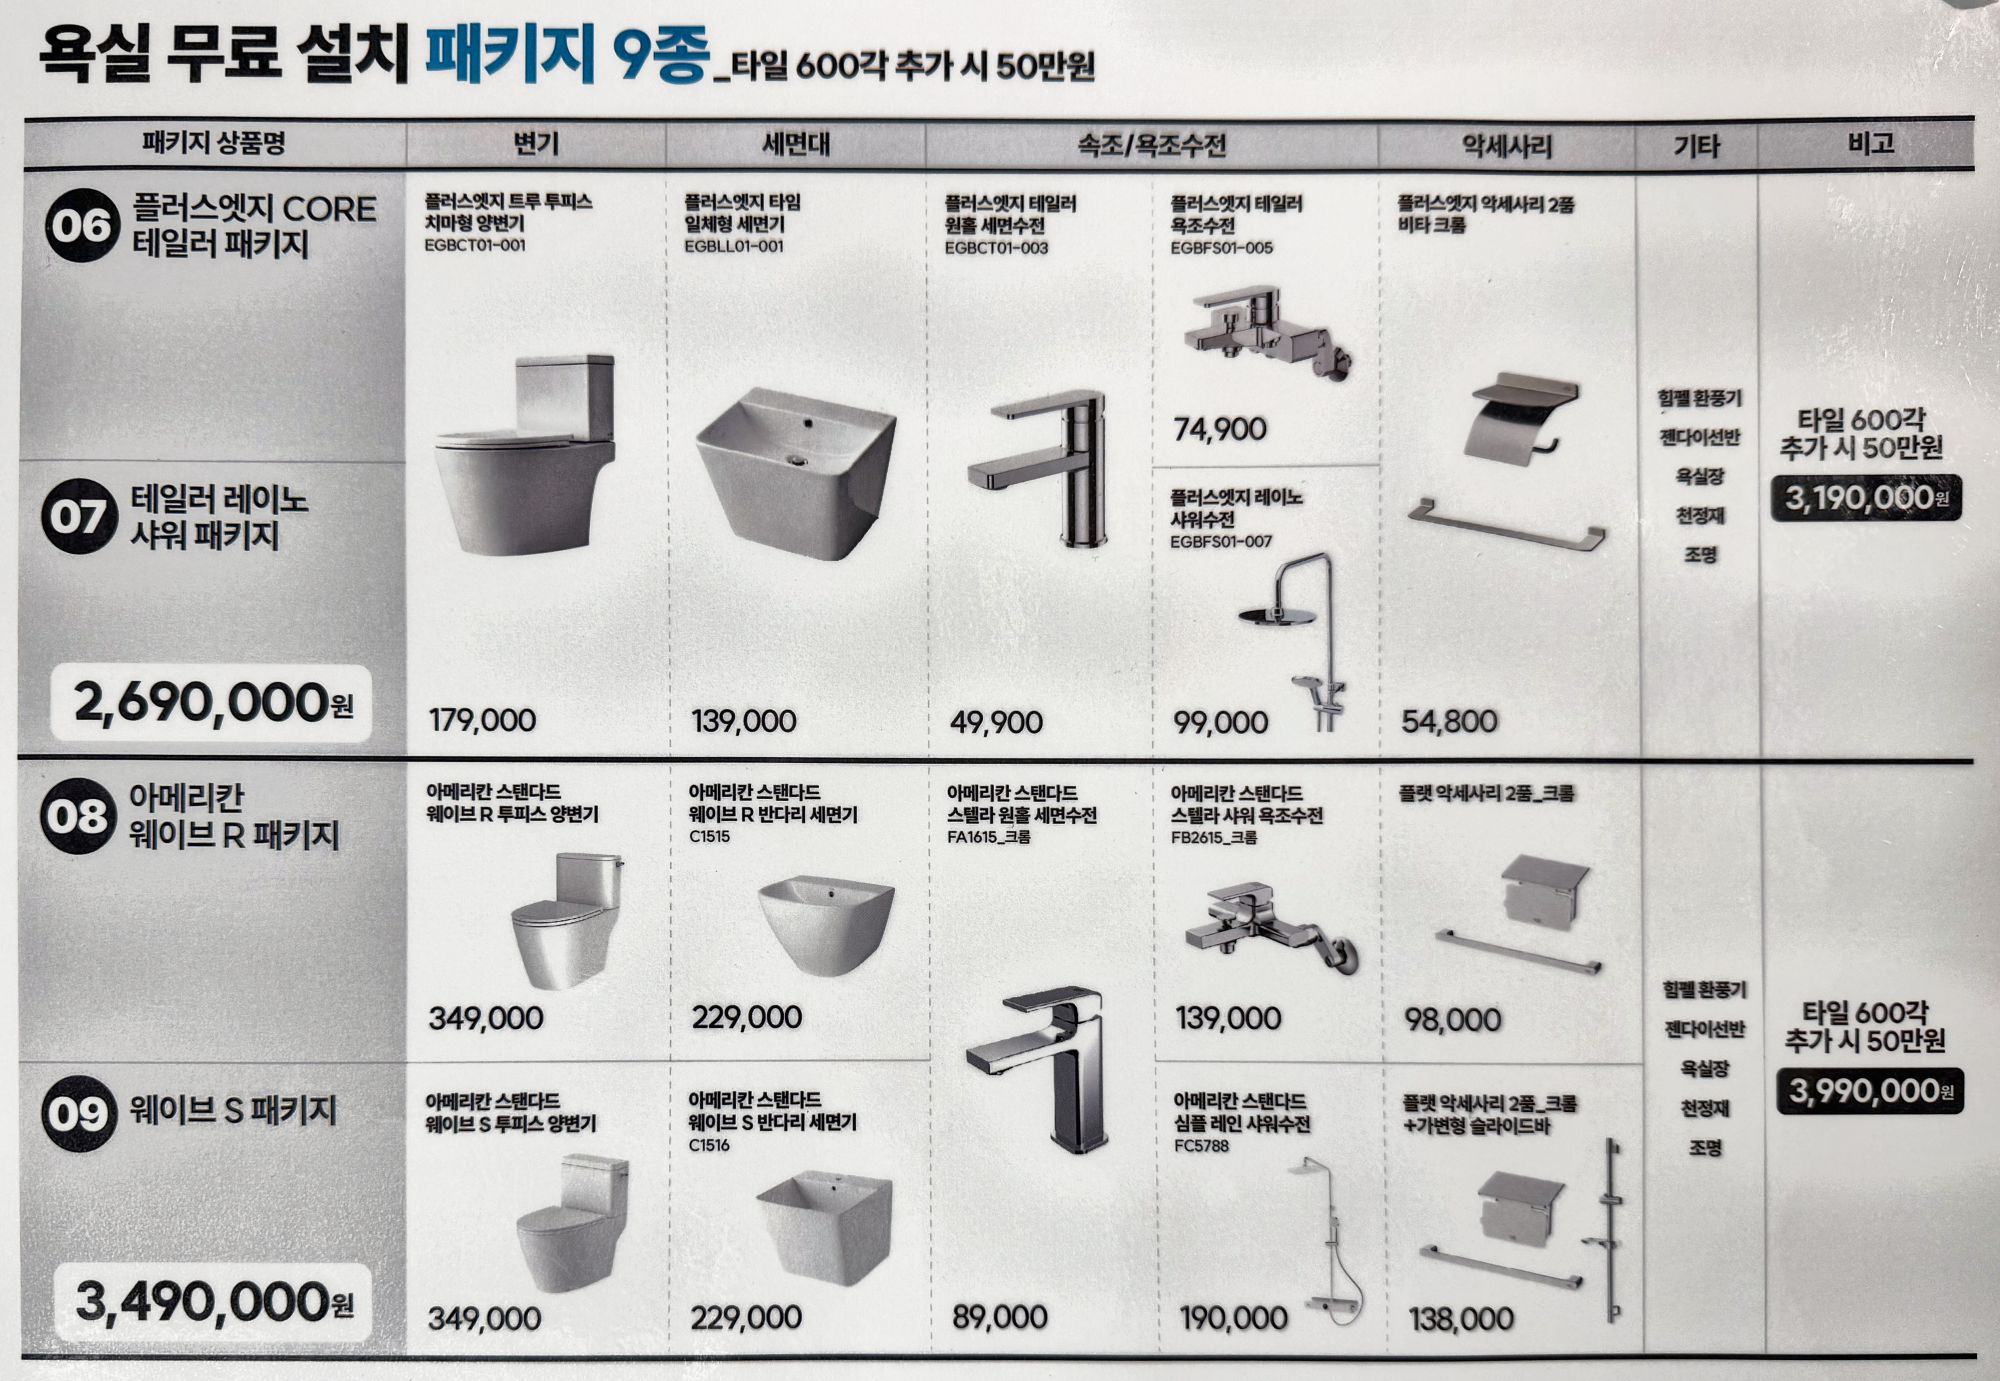 욕실 무료 설치 패키지 9종_타일 600각 추가 시 50만원
패키지 상품명
변기
세면대
속조/욕조수전
악세사리
기타
비고
06
플러스엣지 CORE
테일러 패키지
07
테일러 레이노
샤워 패키지
2,690,000원
플러스엣지 트루 투피스
치마형 양변기
EGBCT01-001
179,000
플러스엣지 타임
일체형 세면기
EGBLL01-001
139,000
플러스엣지 테일러
원홀 세면수전
EGBCT01-003
49,900
플러스엣지 테일러
욕조수전
EGBFS01-005
74,900
플러스엣지 레이노
샤워수전
EGBFS01-007
99,000
플러스엣지 악세사리 2품
비타 크롬
54,800
힘펠 환풍기
젠다이선반
욕실장
천정재
조명
타일 600각
추가 시 50만원
3,190,000원
08
아메리칸
웨이브 R 패키지
09
웨이브 S 패키지
3,490,000원
아메리칸 스탠다드
웨이브 R 투피스 양변기
349,000
아메리칸 스탠다드
웨이브 R 반다리 세면기
C1515
229,000
아메리칸 스탠다드
스텔라 원홀 세면수전
FA1615_크롬
아메리칸 스탠다드
스텔라 샤워 욕조수전
FB2615_크롬
139,000
플랫 악세사리 2품_크롬
98,000
아메리칸 스탠다드
웨이브 S 투피스 양변기
349,000
아메리칸 스탠다드
웨이브 S 반다리 세면기
C1516
229,000
89,000
아메리칸 스탠다드
심플 레인 샤워수전
FC5788
190,000
플랫 악세사리 2품_크롬
+가변형 슬라이드바
138,000
힘펠 환풍기
젠다이선반
욕실장
천정재
조명
타일 600각
추가 시 50만원
3,990,000원